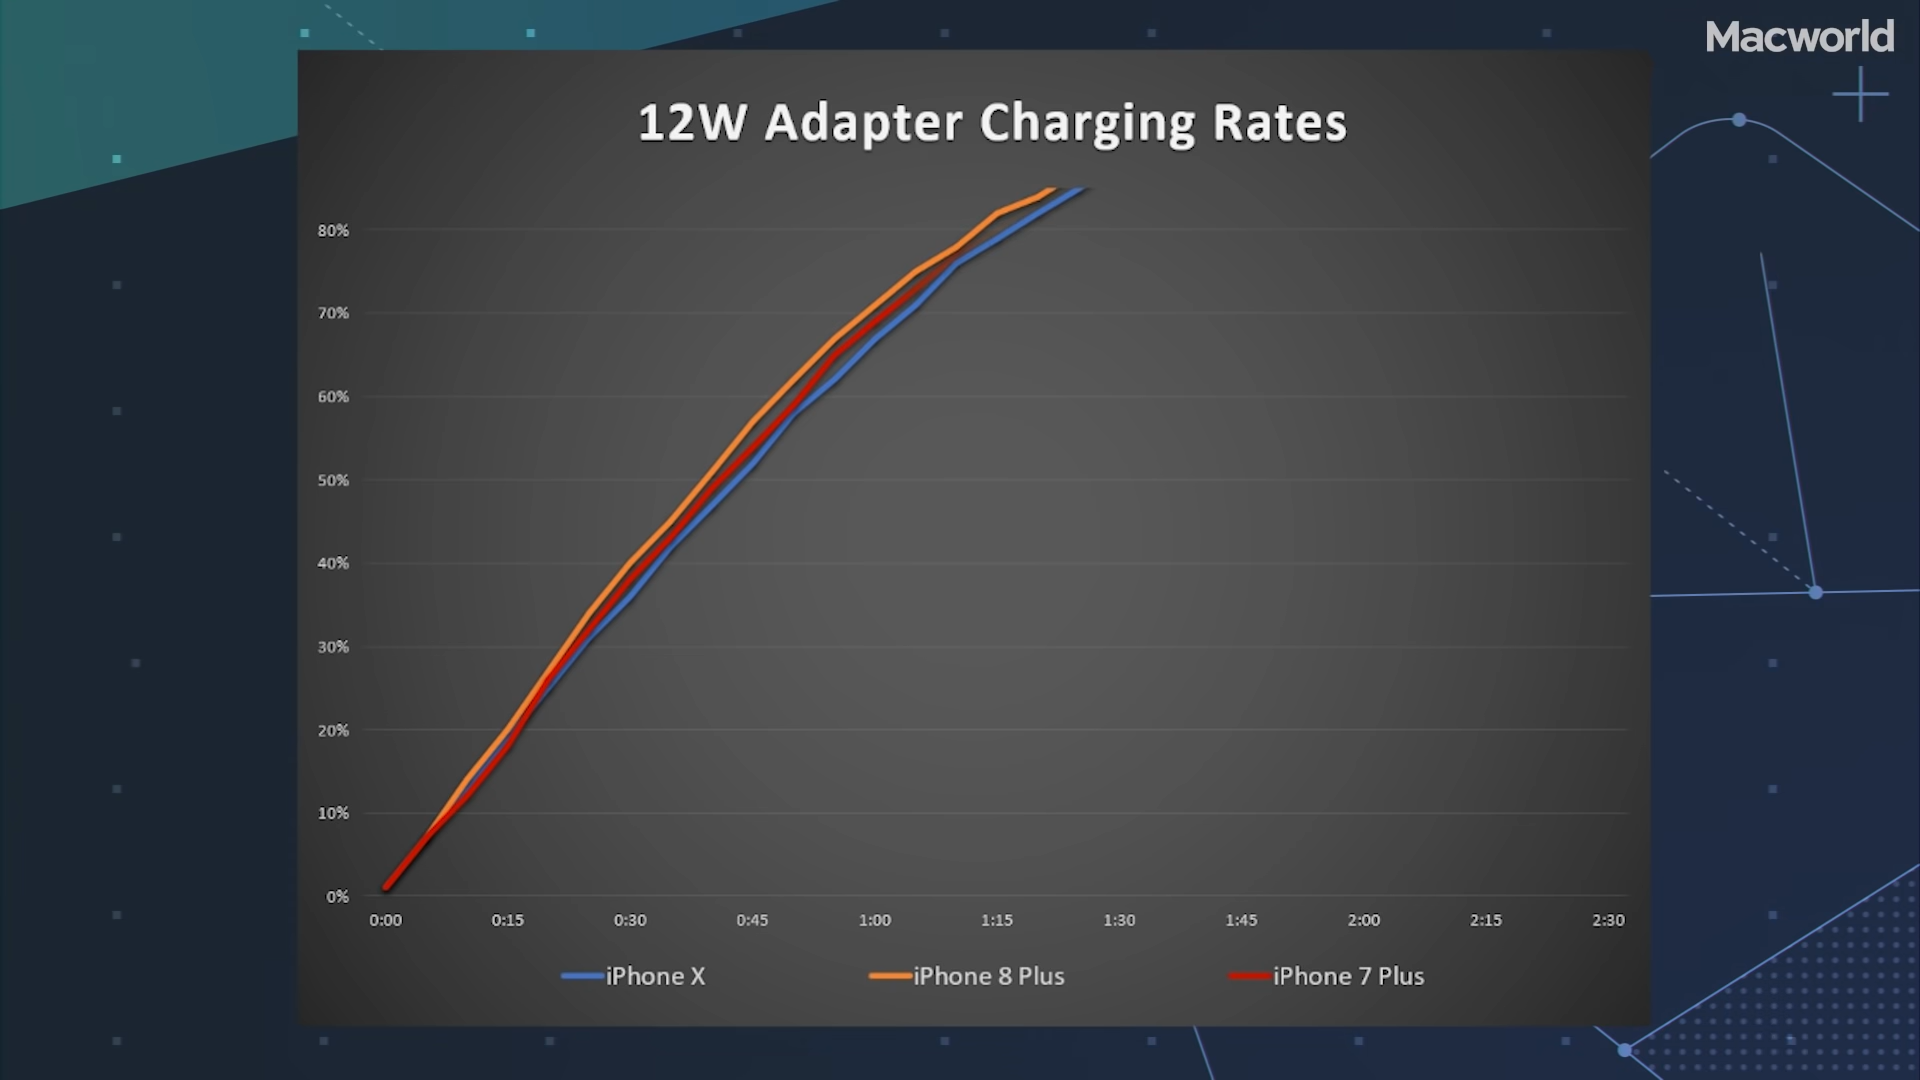 Macworld
12W Adapter Charging Rates
80%
70%
60%
50%
40%
30%
20%
10%
0%
0:00 0:15 0:30 0:45 1:00 1:15 1:30 1:45 2:00 2:15 2:30
iPhone X iPhone 8 Plus iPhone 7 Plus